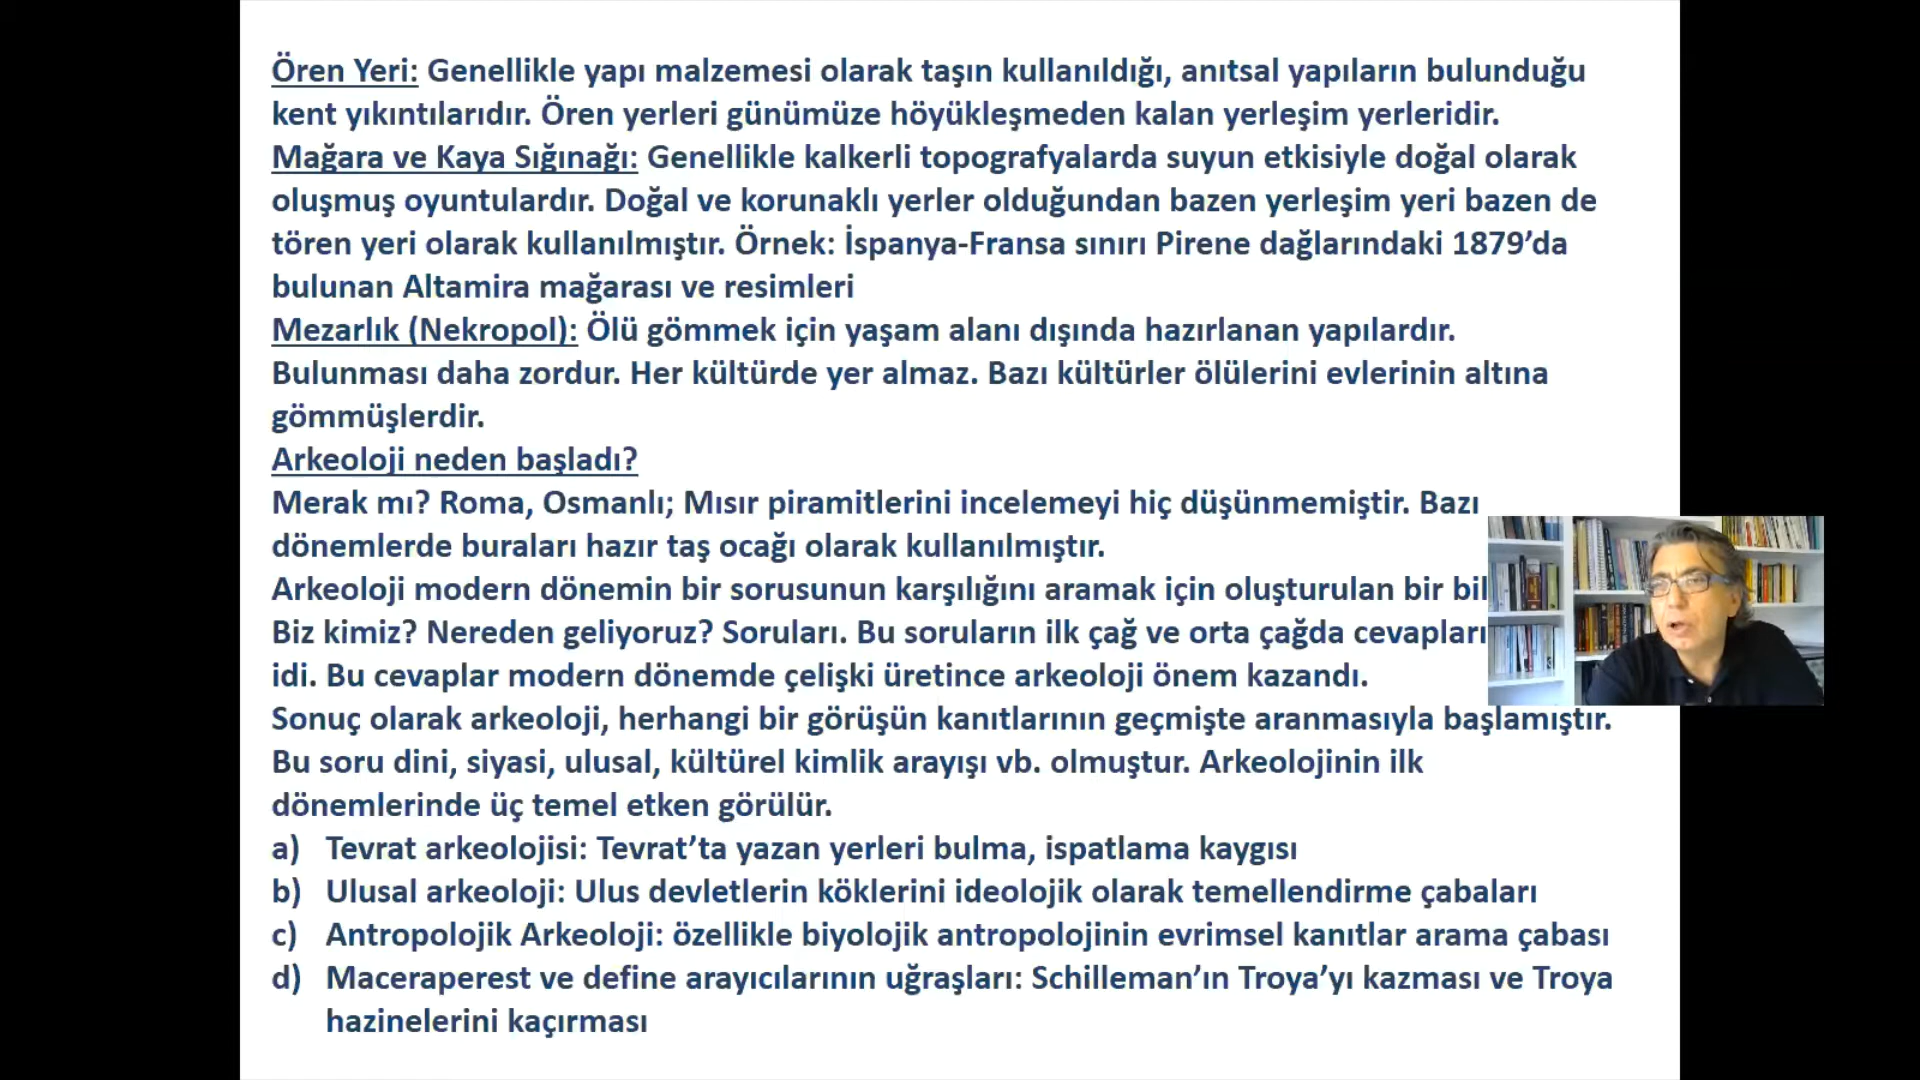 Ören Yeri: Genellikle yapı malzemesi olarak taşın kullanıldığı, anıtsal yapıların bulunduğu
kent yıkıntılarıdır. Ören yerleri günümüze höyükleşmeden kalan yerleşim yerleridir.
Mağara ve Kaya Sığınağı: Genellikle kalkerli topografyalarda suyun etkisiyle doğal olarak
oluşmuş oyuntulardır. Doğal ve korunaklı yerler olduğundan bazen yerleşim yeri bazen de
tören yeri olarak kullanılmıştır. Örnek: İspanya-Fransa sınırı Pirene dağlarındaki 1879’da
bulunan Altamira mağarası ve resimleri
Mezarlık (Nekropol): Ölü gömmek için yaşam alanı dışında hazırlanan yapılardır.
Bulunması daha zordur. Her kültürde yer almaz. Bazı kültürler ölülerini evlerinin altına
gömmüşlerdir.
Arkeoloji neden başladı?
Merak mı? Roma, Osmanlı; Mısır piramitlerini incelemeyi hiç düşünmemiştir. Bazı
dönemlerde buraları hazır taş ocağı olarak kullanılmıştır.
Arkeoloji modern dönemin bir sorusunun karşılığını aramak için oluşturulan bir bil
Biz kimiz? Nereden geliyoruz? Soruları. Bu soruların ilk çağ ve orta çağda cevapları
idi. Bu cevaplar modern dönemde çelişki üretince arkeoloji önem kazandı.
Sonuç olarak arkeoloji, herhangi bir görüşün kanıtlarının geçmişte aranmasıyla başlamıştır.
Bu soru dini, siyasi, ulusal, kültürel kimlik arayışı vb. olmuştur. Arkeolojinin ilk
dönemlerinde üç temel etken görülür.
a) Tevrat arkeolojisi: Tevrat’ta yazan yerleri bulma, ispatlama kaygısı
b) Ulusal arkeoloji: Ulus devletlerin köklerini ideolojik olarak temellendirme çabaları
c) Antropolojik Arkeoloji: özellikle biyolojik antropolojinin evrimsel kanıtlar arama çabası
d) Maceraperest ve define arayıcılarının uğraşları: Schilleman’ın Troya’yı kazması ve Troya
hazinelerini kaçırması